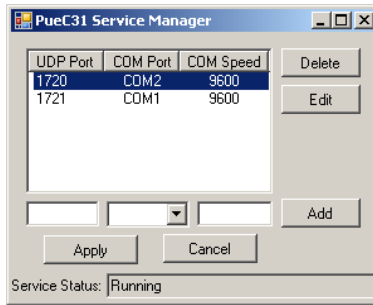 PueC31 Service Manager
UDP Port COM Port COM Speed
1720 COM2 9600
1721 COM1 9600
Delete
Edit
Add
Apply Cancel
Service Status: Running